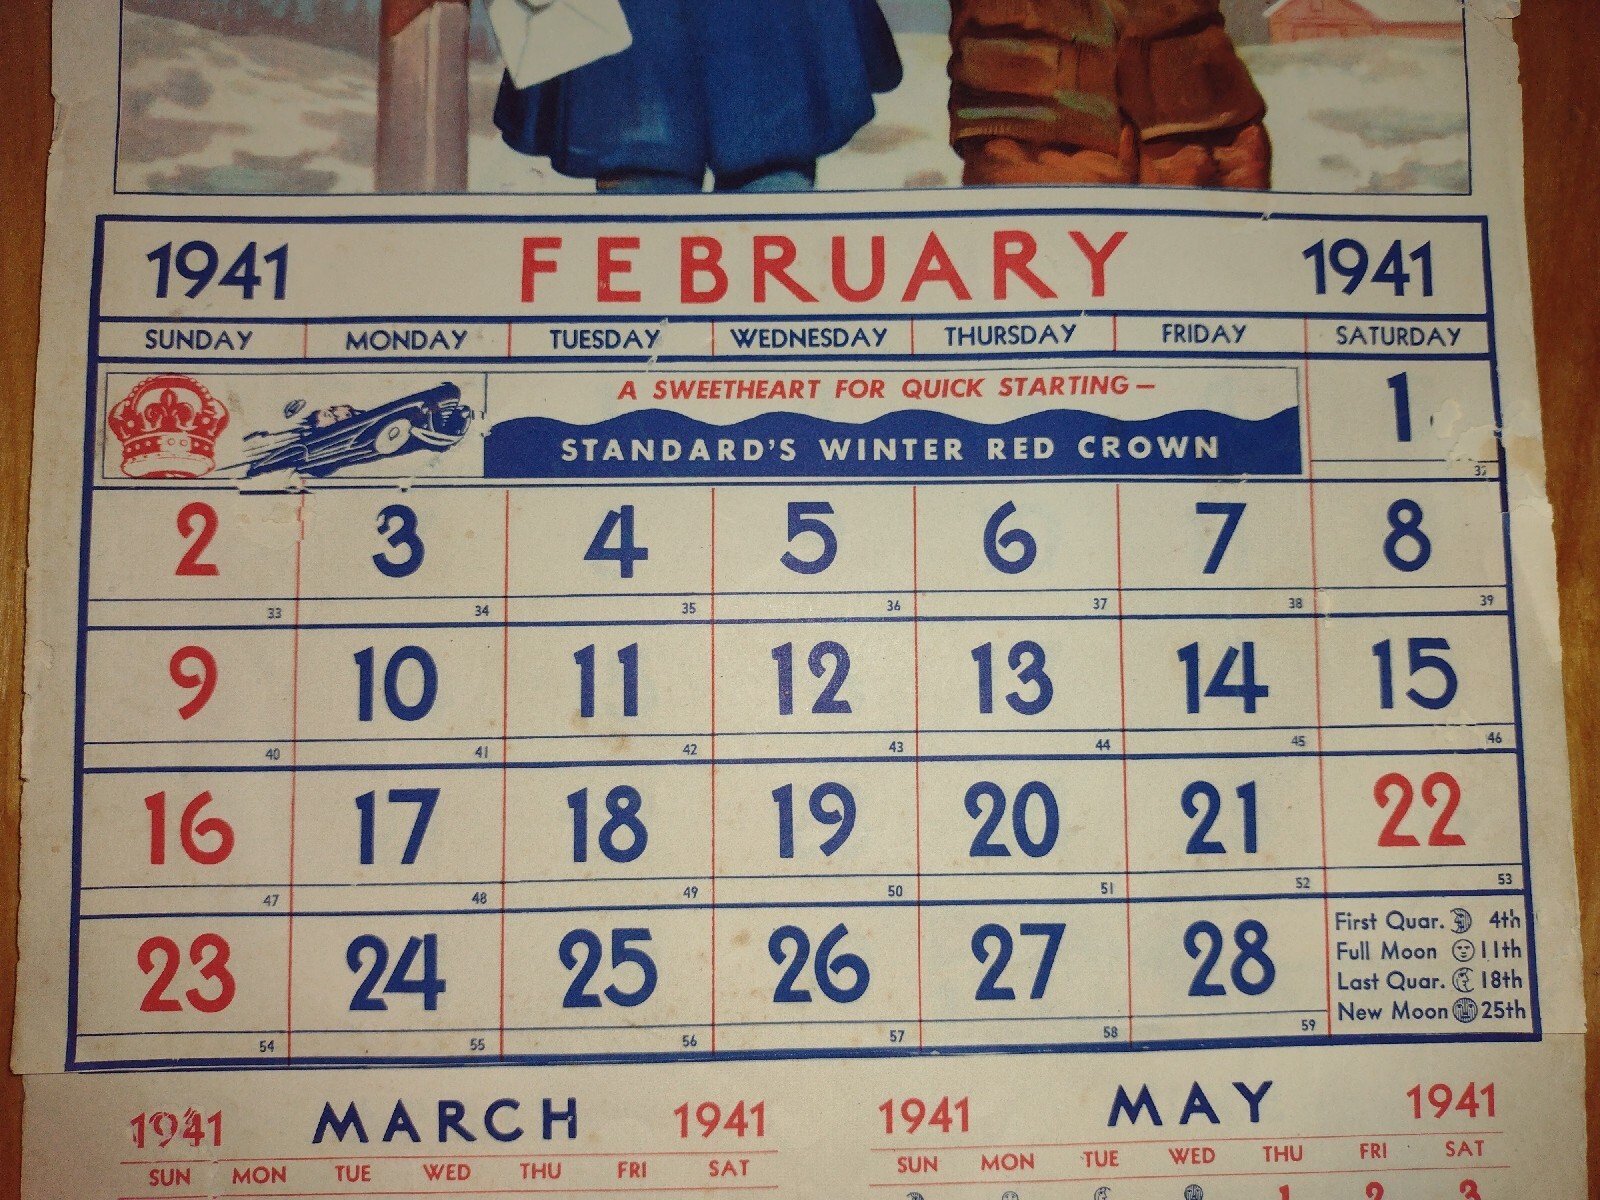 1941 FEBRUARY 1941
SUNDAY MONDAY TUESDAY WEDNESDAY THURSDAY FRIDAY SATURDAY
A SWEETHEART FOR QUICK STARTING—
STANDARD'S WINTER RED CROWN
1
32
2 3 4 5 6 7 8
33 34 35 36 37 38 39
9 10 11 12 13 14 15
40 41 42 43 44 45 46
16 17 18 19 20 21 22
47 48 49 50 51 52 53
23 24 25 26 27 28
54 55 56 57 58 59
First Quar. 4th
Full Moon 11th
Last Quar. 18th
New Moon 25th
1941 MARCH 1941
SUN MON TUE WED THU FRI SAT
1941 MAY 1941
SUN MON TUE WED THU FRI SAT
1 2 3